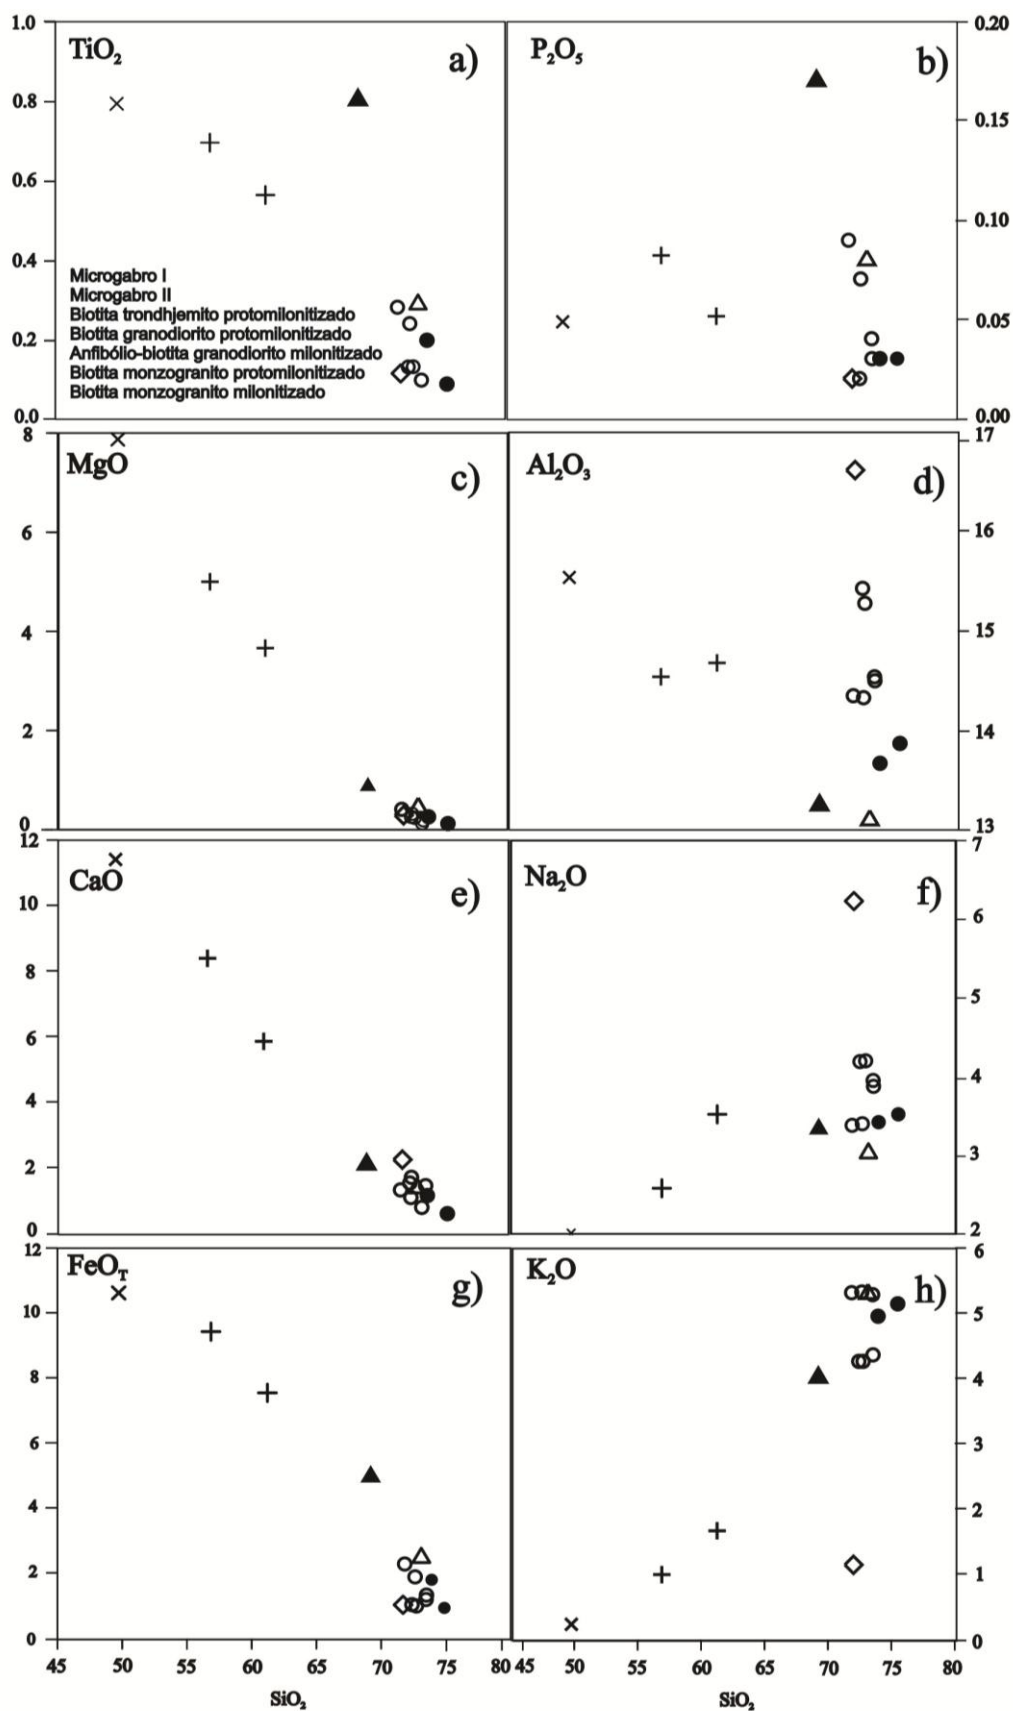 1.0
0.8
0.6
0.4
0.2
0.0
TiO₂
a)
Microgabro I
Microgabro II
Biotita trondhjemito protomilonitizado
Biotita granodiorito protomilonitizado
Anfibólio-biotita granodiorito milonitizado
Biotita monzogranito protomilonitizado
Biotita monzogranito milonitizado
P₂O₅
b)
0.20
0.15
0.10
0.05
0.00
8
6
4
2
0
MgO
c)
Al₂O₃
d)
17
16
15
14
13
12
10
8
6
4
2
0
CaO
e)
Na₂O
f)
7
6
5
4
3
2
12
10
8
6
4
2
0
FeOT
g)
K₂O
h)
6
5
4
3
2
1
0
45 50 55 60 65 70 75 80 45 50 55 60 65 70 75 80
SiO₂ SiO₂